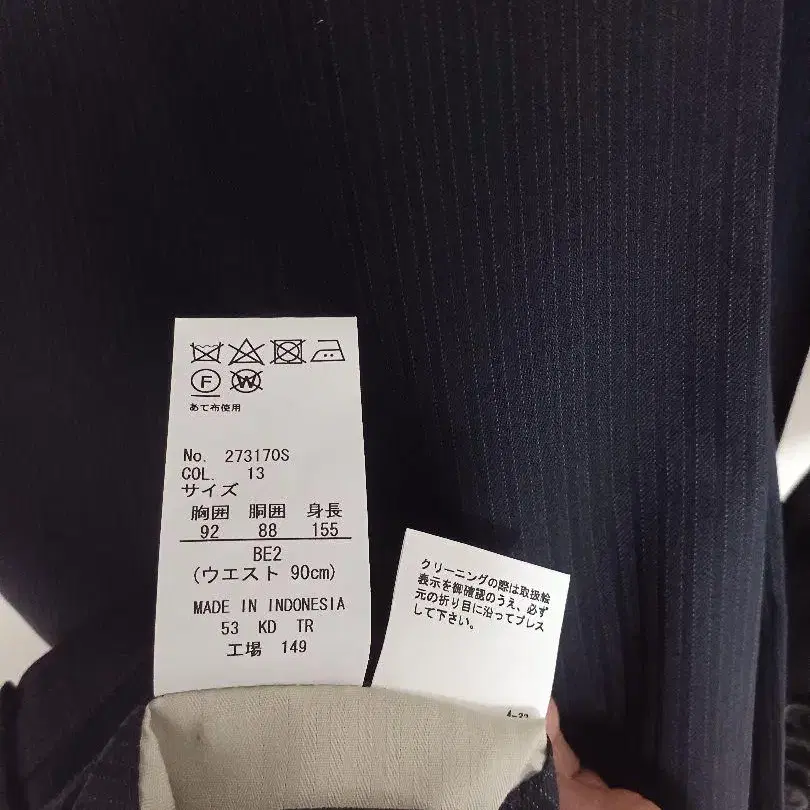 F W
あて布使用
No. 273170S
COL. 13
サイズ
胸囲 胴囲 身長
92 88 155
BE2
(ウエスト 90cm)
MADE IN INDONESIA
53 KD TR
工場 149
クリーニングの際は取扱絵
表示を御確認のうえ、必ず
元の折り目に沿ってプレス
して下さい。